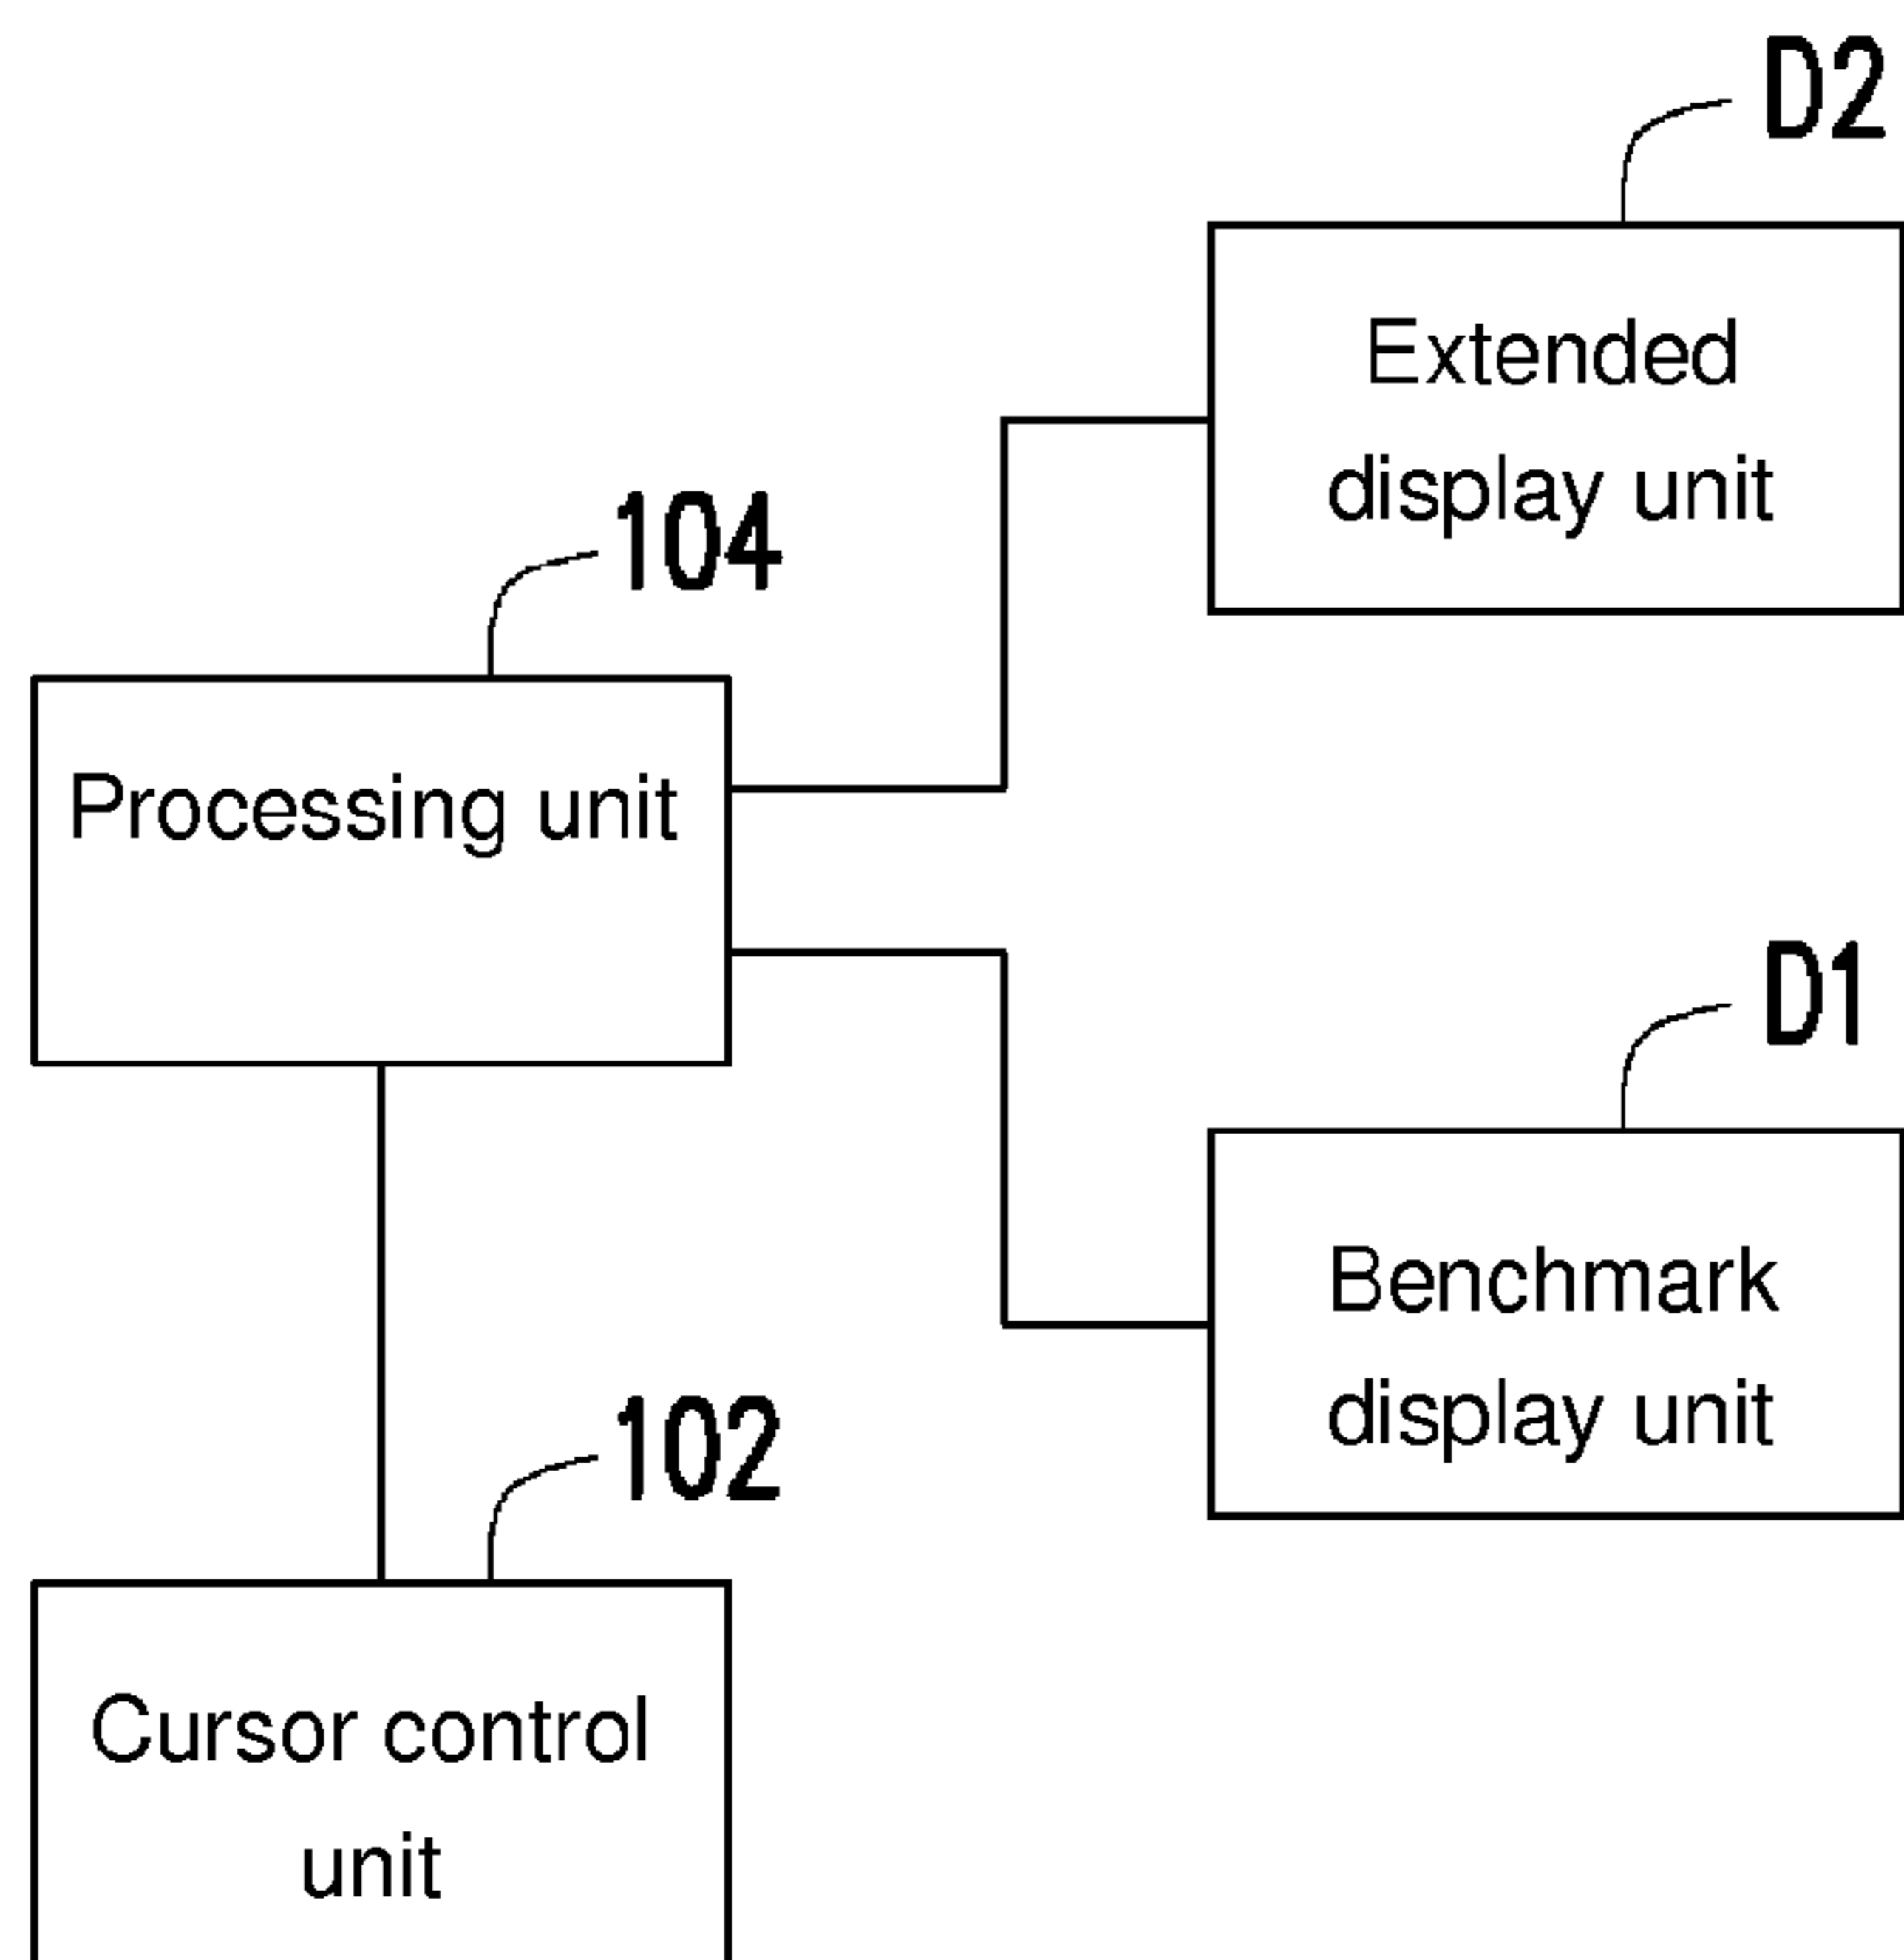 D2
Extended
display unit
104
Processing unit
D1
Benchmark
display unit
102
Cursor control
unit